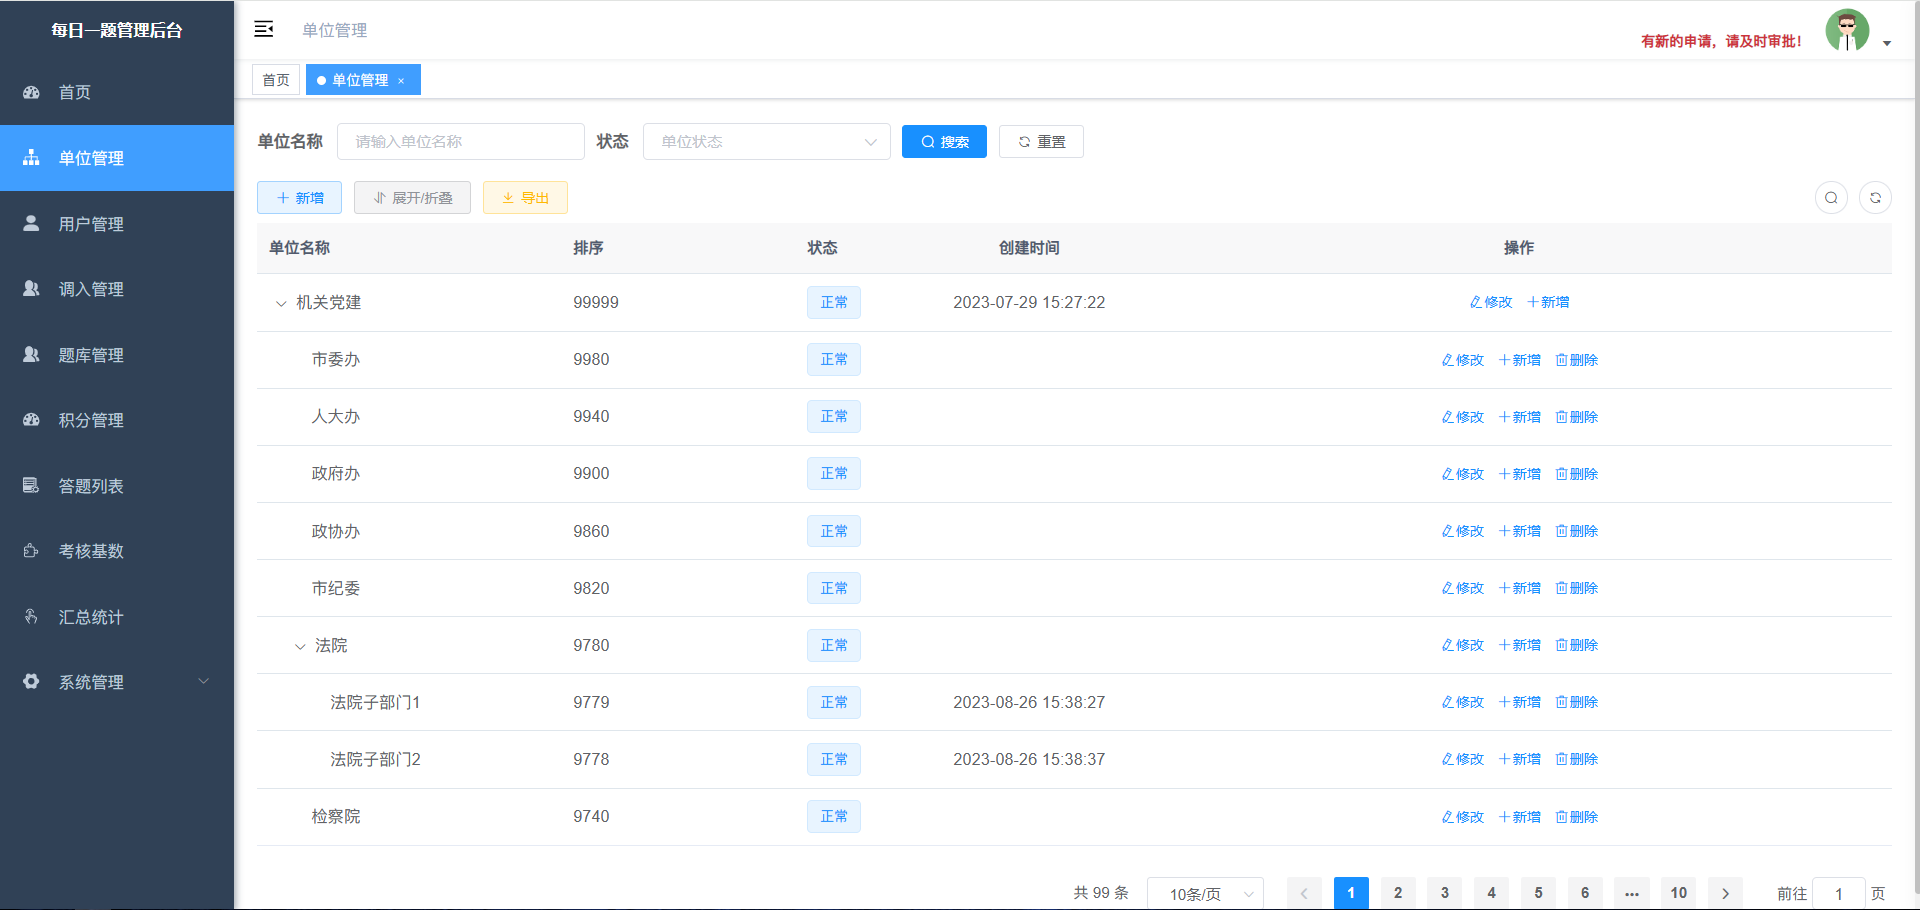 每日一题管理后台
首页
单位管理
用户管理
调入管理
题库管理
积分管理
答题列表
考核基数
汇总统计
系统管理
单位管理
有新的申请，请及时审批！
首页 单位管理 ×
单位名称 请输入单位名称 状态 单位状态 搜索 重置
新增 展开/折叠 导出
单位名称 排序 状态 创建时间 操作
机关党建 99999 正常 2023-07-29 15:27:22 修改 新增
市委办 9980 正常 修改 新增 删除
人大办 9940 正常 修改 新增 删除
政府办 9900 正常 修改 新增 删除
政协办 9860 正常 修改 新增 删除
市纪委 9820 正常 修改 新增 删除
法院 9780 正常 修改 新增 删除
法院子部门1 9779 正常 2023-08-26 15:38:27 修改 新增 删除
法院子部门2 9778 正常 2023-08-26 15:38:37 修改 新增 删除
检察院 9740 正常 修改 新增 删除
共 99 条 10条/页 1 2 3 4 5 6 ... 10 前往 1 页